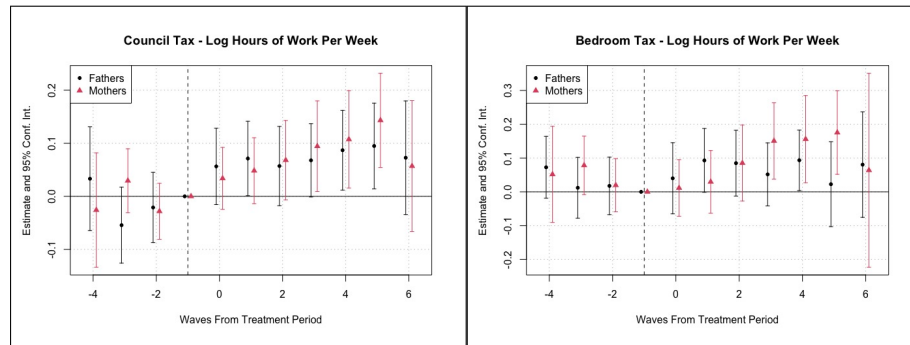 Council Tax - Log Hours of Work Per Week
Fathers
Mothers
Estimate and 95% Conf. Int.
0.2
0.1
0.0
-0.1
-4 -2 0 2 4 6
Waves From Treatment Period
Bedroom Tax - Log Hours of Work Per Week
Fathers
Mothers
Estimate and 95% Conf. Int.
0.3
0.2
0.1
0.0
-0.1
-0.2
-4 -2 0 2 4 6
Waves From Treatment Period